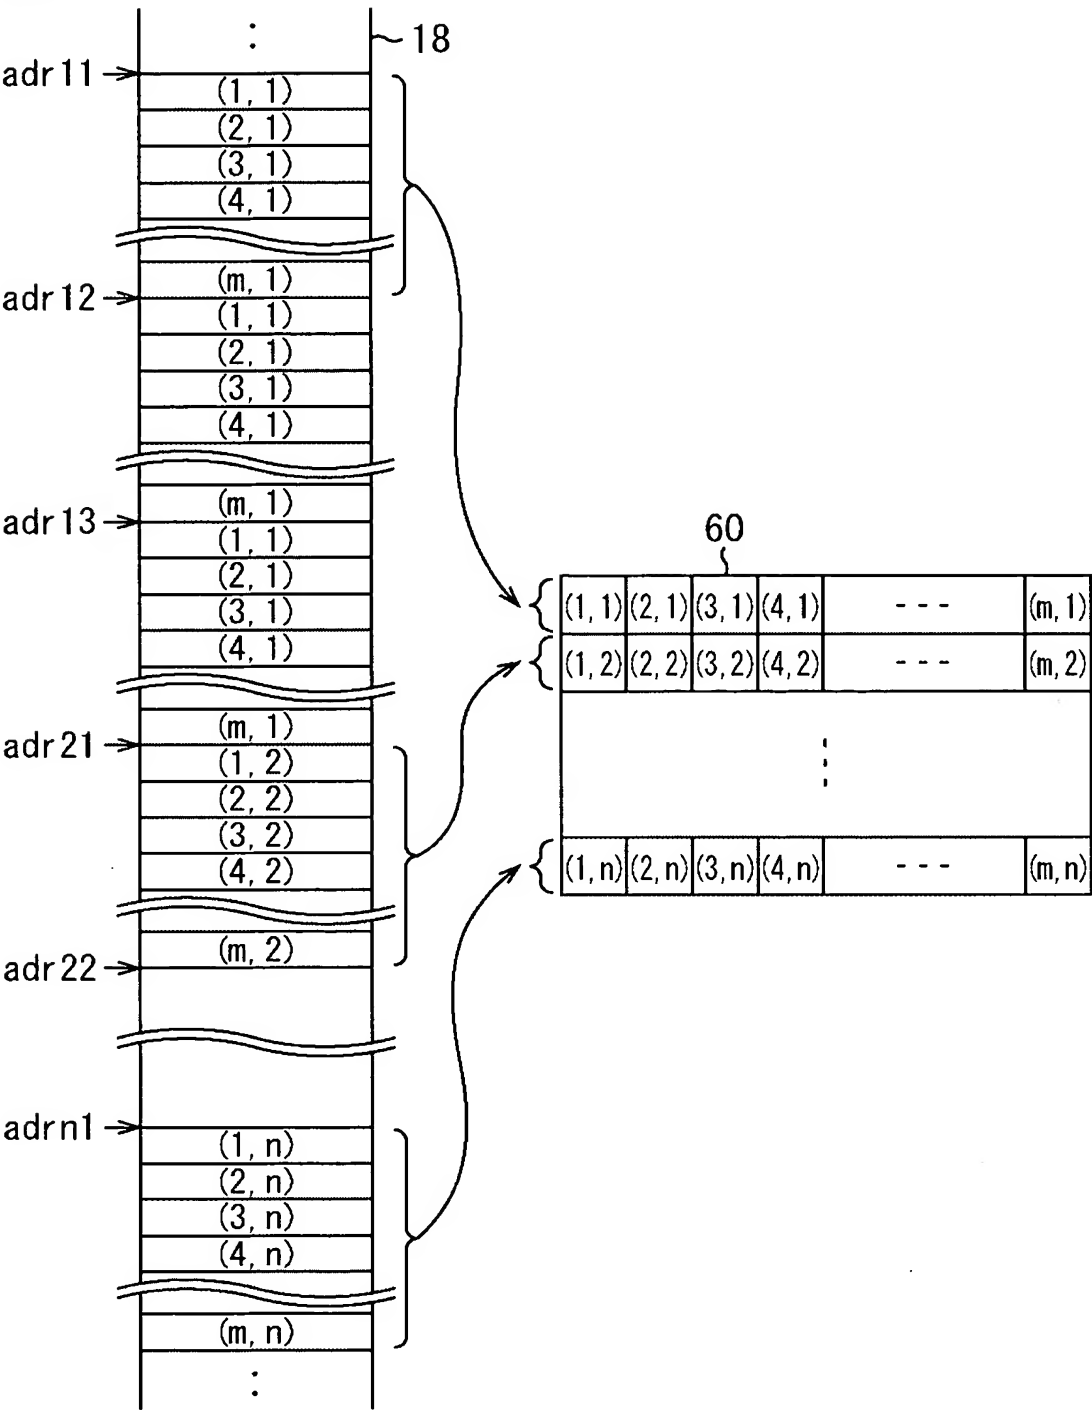 :
18
adr11
(1, 1)
(2, 1)
(3, 1)
(4, 1)
(m, 1)
adr12
(1, 1)
(2, 1)
(3, 1)
(4, 1)
(m, 1)
adr13
(1, 1)
(2, 1)
(3, 1)
(4, 1)
(m, 1)
adr21
(1, 2)
(2, 2)
(3, 2)
(4, 2)
(m, 2)
adr22
adrn1
(1, n)
(2, n)
(3, n)
(4, n)
(m, n)
:
60
(1, 1) (2, 1) (3, 1) (4, 1) --- (m, 1)
(1, 2) (2, 2) (3, 2) (4, 2) --- (m, 2)
(1, n) (2, n) (3, n) (4, n) --- (m, n)